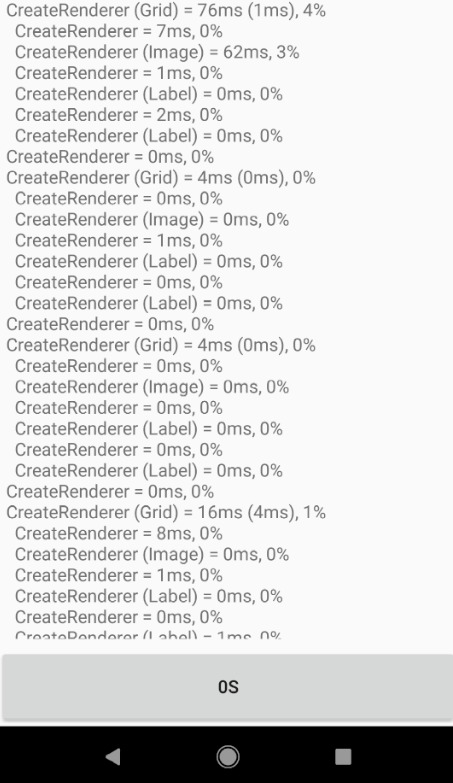 CreateRenderer (Grid) = 76ms (1ms), 4%
CreateRenderer = 7ms, 0%
CreateRenderer (Image) = 62ms, 3%
CreateRenderer = 1ms, 0%
CreateRenderer (Label) = 0ms, 0%
CreateRenderer = 2ms, 0%
CreateRenderer (Label) = 0ms, 0%
CreateRenderer = 0ms, 0%
CreateRenderer (Grid) = 4ms (0ms), 0%
CreateRenderer = 0ms, 0%
CreateRenderer (Image) = 0ms, 0%
CreateRenderer = 1ms, 0%
CreateRenderer (Label) = 0ms, 0%
CreateRenderer = 0ms, 0%
CreateRenderer (Label) = 0ms, 0%
CreateRenderer = 0ms, 0%
CreateRenderer (Grid) = 4ms (0ms), 0%
CreateRenderer = 0ms, 0%
CreateRenderer (Image) = 0ms, 0%
CreateRenderer = 0ms, 0%
CreateRenderer (Label) = 0ms, 0%
CreateRenderer = 0ms, 0%
CreateRenderer (Label) = 0ms, 0%
CreateRenderer = 0ms, 0%
CreateRenderer (Grid) = 16ms (4ms), 1%
CreateRenderer = 8ms, 0%
CreateRenderer (Image) = 0ms, 0%
CreateRenderer = 1ms, 0%
CreateRenderer (Label) = 0ms, 0%
CreateRenderer = 0ms, 0%
CreateRenderer (Label) = 1ms, 0%
0S